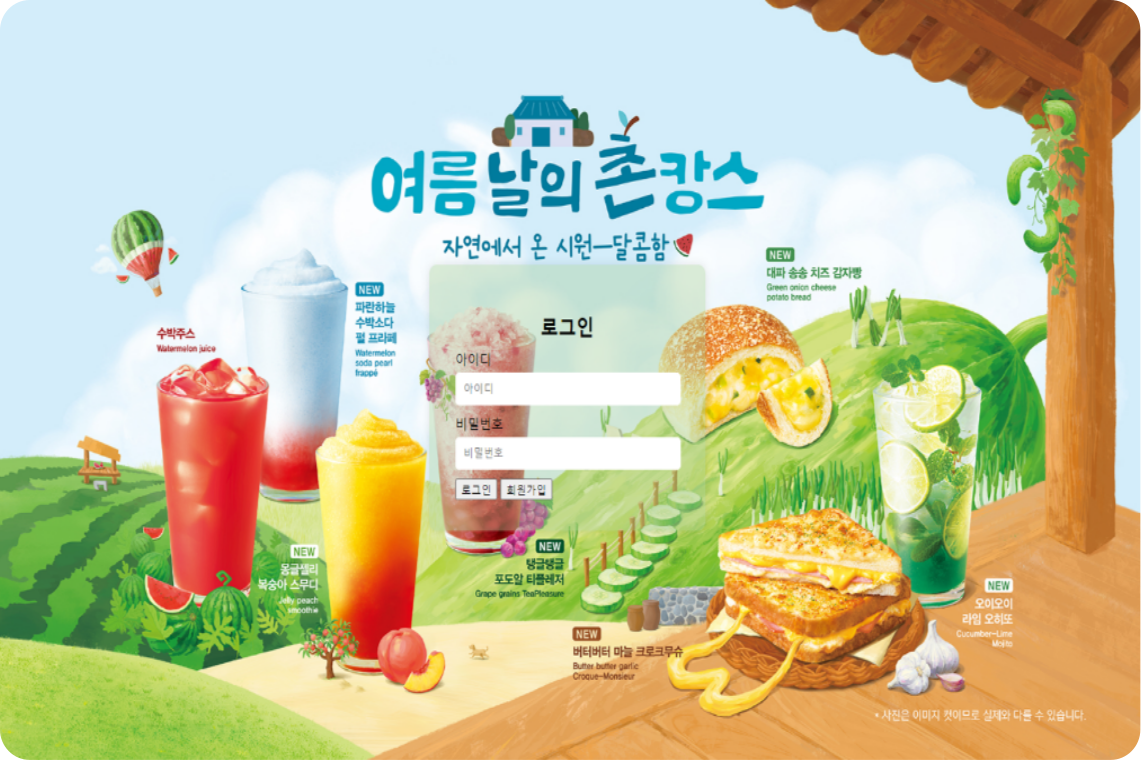 여름날의 촌캉스
자연에서 온 시원—달콤함
NEW
대파 송송 치즈 감자빵
Green onion cheese
potato bread
NEW
파란하늘
수박소다
펄 프라페
Watermelon
soda pearl
frappé
수박주스
Watermelon juice
로그인
아이디
아이디
비밀번호
비밀번호
로그인 회원가입
NEW
몽글젤리
복숭아 스무디
Jelly peach
smoothie
NEW
탱글탱글
포도알 티플레저
Grape grains TeaPleasure
NEW
오이오이
라임 오히또
Cucumber-Lime
Mojito
NEW
버터버터 마늘 크로크무슈
Butter butter garlic
Croque-Monsieur
* 사진은 이미지 컷이므로 실제와 다를 수 있습니다.